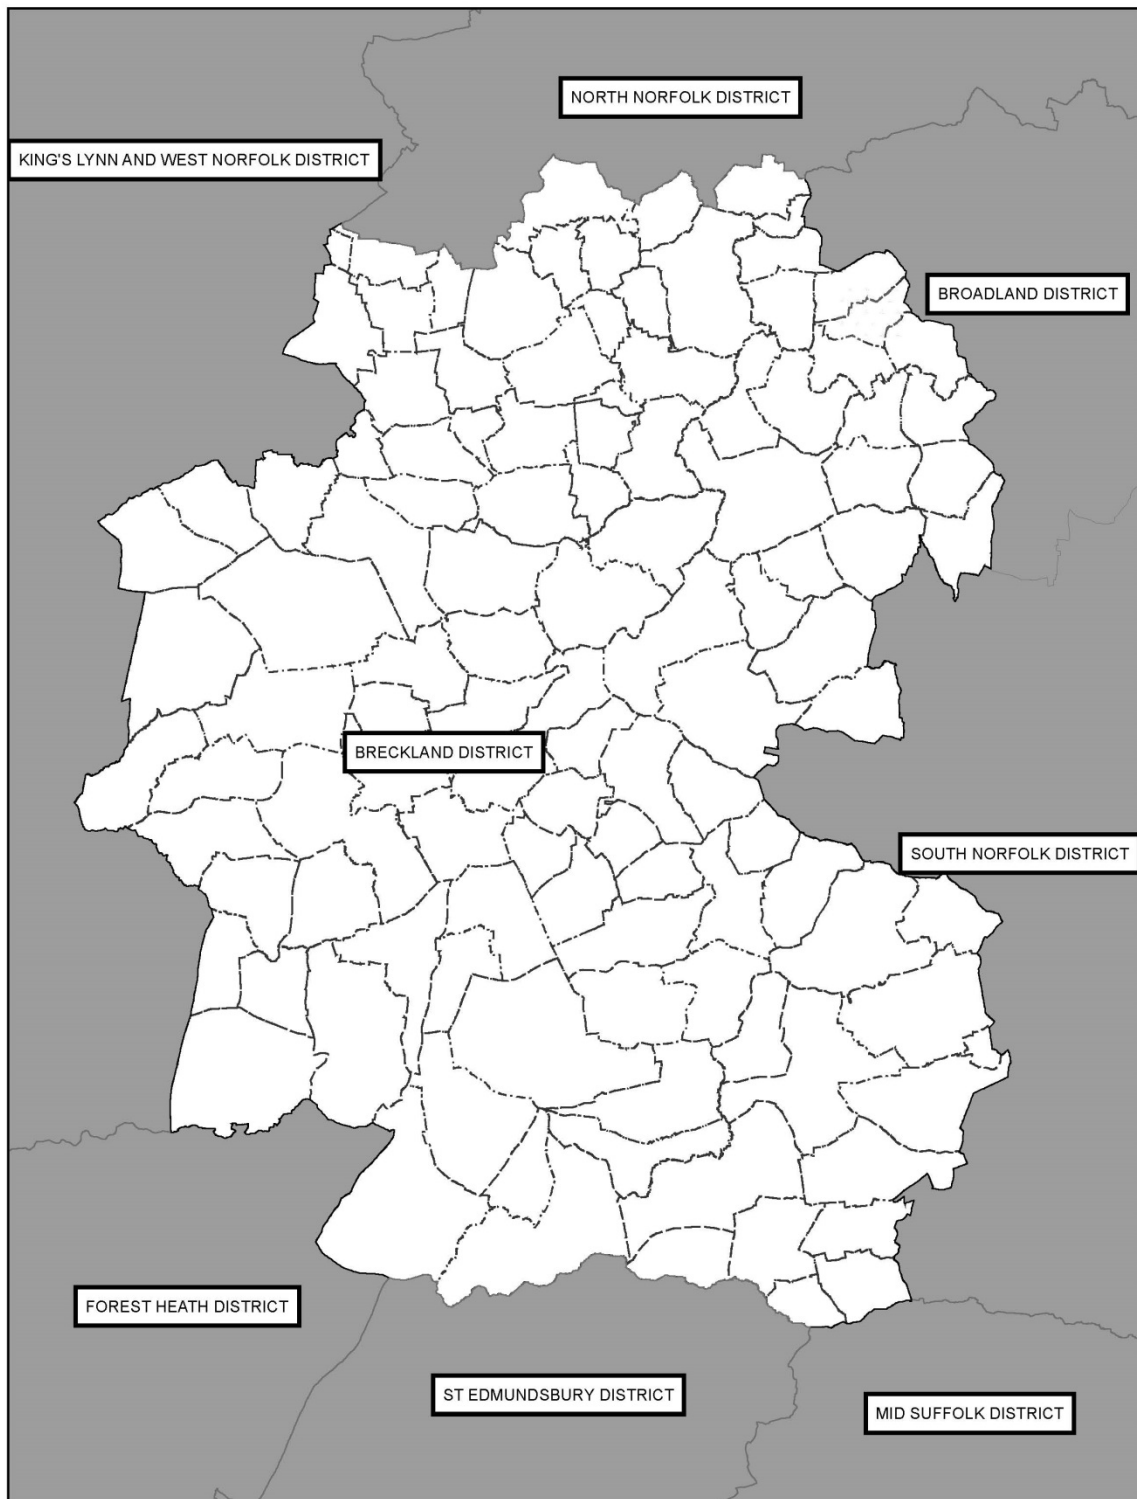 NORTH NORFOLK DISTRICT
KING'S LYNN AND WEST NORFOLK DISTRICT
BROADLAND DISTRICT
BRECKLAND DISTRICT
SOUTH NORFOLK DISTRICT
FOREST HEATH DISTRICT
ST EDMUNDSBURY DISTRICT
MID SUFFOLK DISTRICT